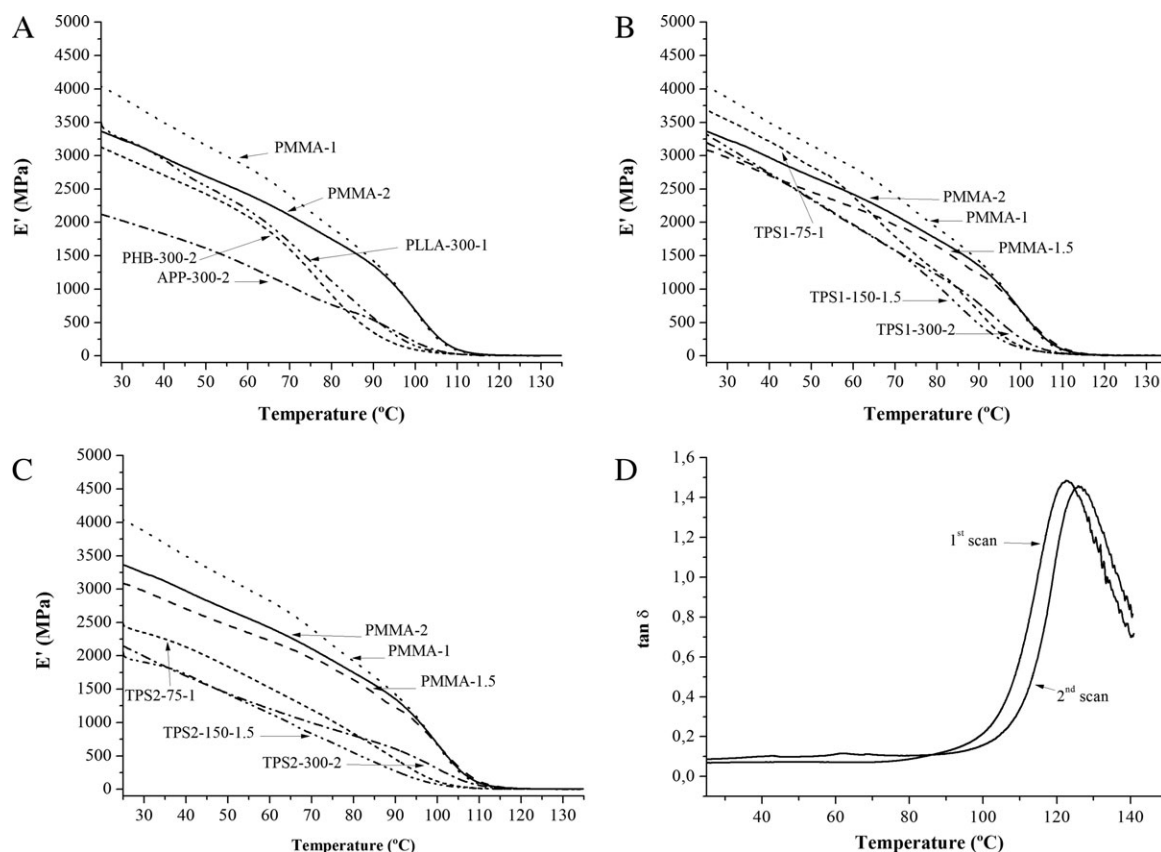 A
5000
4500
4000
3500
3000
2500
2000
1500
1000
500
0
E' (MPa)
PMMA-1
PMMA-2
PLLA-300-1
PHB-300-2
APP-300-2
30 40 50 60 70 80 90 100 110 120 130
Temperature (ºC)
B
5000
4500
4000
3500
3000
2500
2000
1500
1000
500
0
E' (MPa)
PMMA-2
PMMA-1
TPS1-75-1
PMMA-1.5
TPS1-150-1.5
TPS1-300-2
30 40 50 60 70 80 90 100 110 120 130
Temperature (ºC)
C
5000
4500
4000
3500
3000
2500
2000
1500
1000
500
0
E' (MPa)
PMMA-2
PMMA-1
PMMA-1.5
TPS2-75-1
TPS2-150-1.5
TPS2-300-2
30 40 50 60 70 80 90 100 110 120 130
Temperature (ºC)
D
1,6
1,4
1,2
1,0
0,8
0,6
0,4
0,2
0,0
tan δ
1st scan
2nd scan
40 60 80 100 120 140
Temperature (ºC)